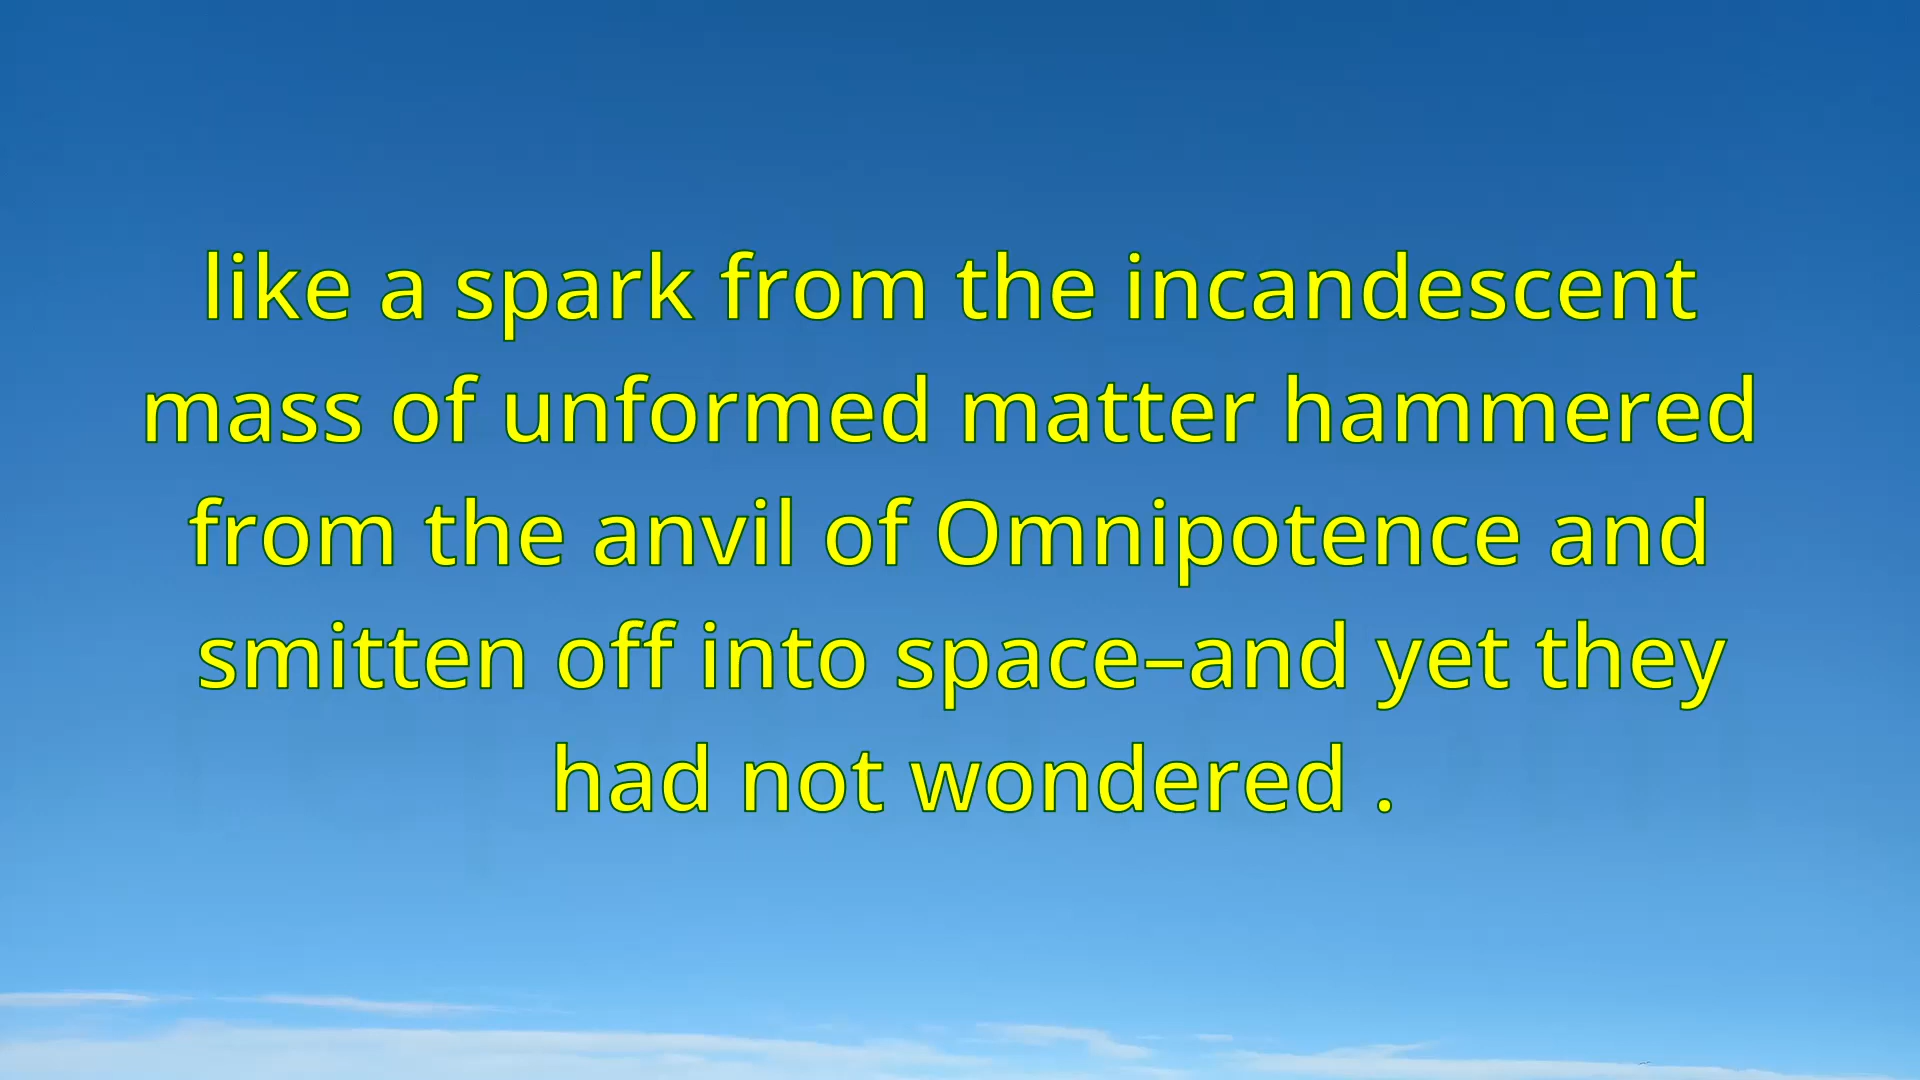 like a spark from the incandescent
mass of unformed matter hammered
from the anvil of Omnipotence and
smitten off into space–and yet they
had not wondered .